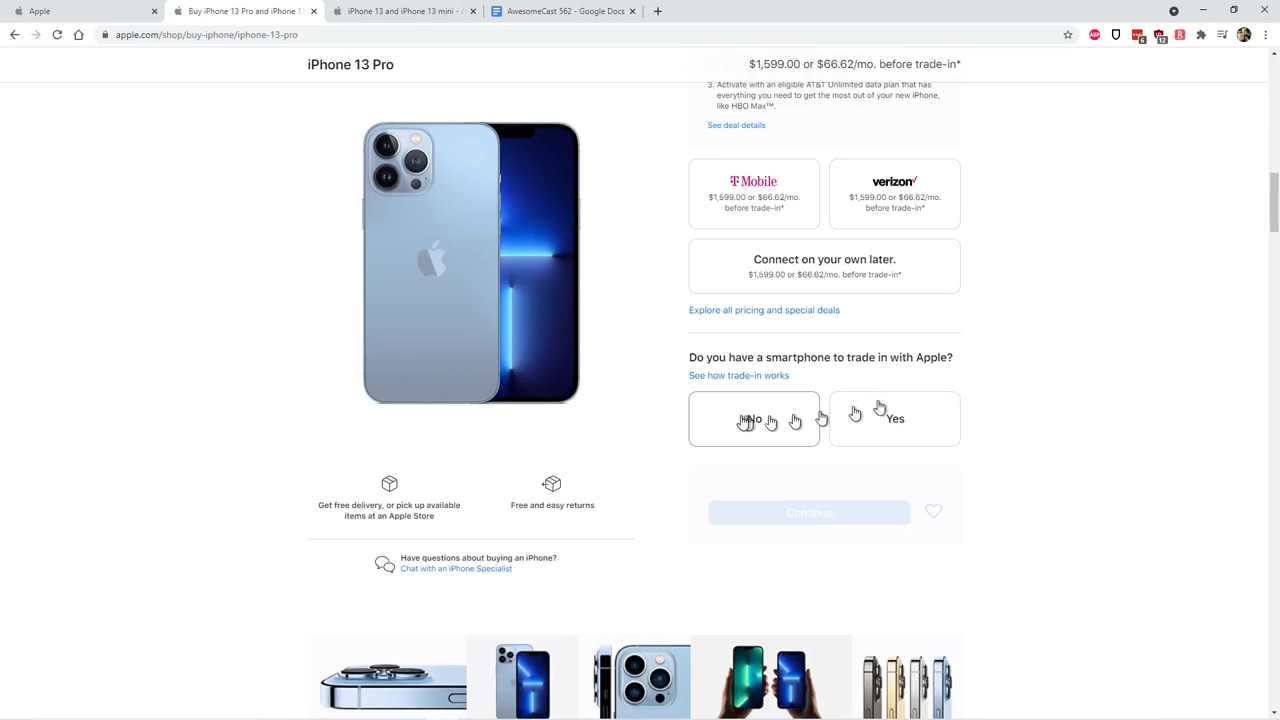 Apple
Buy iPhone 13 Pro and iPhone 13
iPhone 13 and iPhone 13 mini - A
AwesomeCast 562 - Google Docs
apple.com/shop/buy-iphone/iphone-13-pro
6
12
iPhone 13 Pro
$1,599.00 or $66.62/mo. before trade-in*
3. Activate with an eligible AT&T Unlimited data plan that has
everything you need to get the most out of your new iPhone,
like HBO Max™.
See deal details
T Mobile
$1,599.00 or $66.62/mo.
before trade-in*
verizon✓
$1,599.00 or $66.62/mo.
before trade-in*
Connect on your own later.
$1,599.00 or $66.62/mo. before trade-in*
Explore all pricing and special deals
Do you have a smartphone to trade in with Apple?
See how trade-in works
No
Yes
Continue
Get free delivery, or pick up available
items at an Apple Store
Free and easy returns
Have questions about buying an iPhone?
Chat with an iPhone Specialist